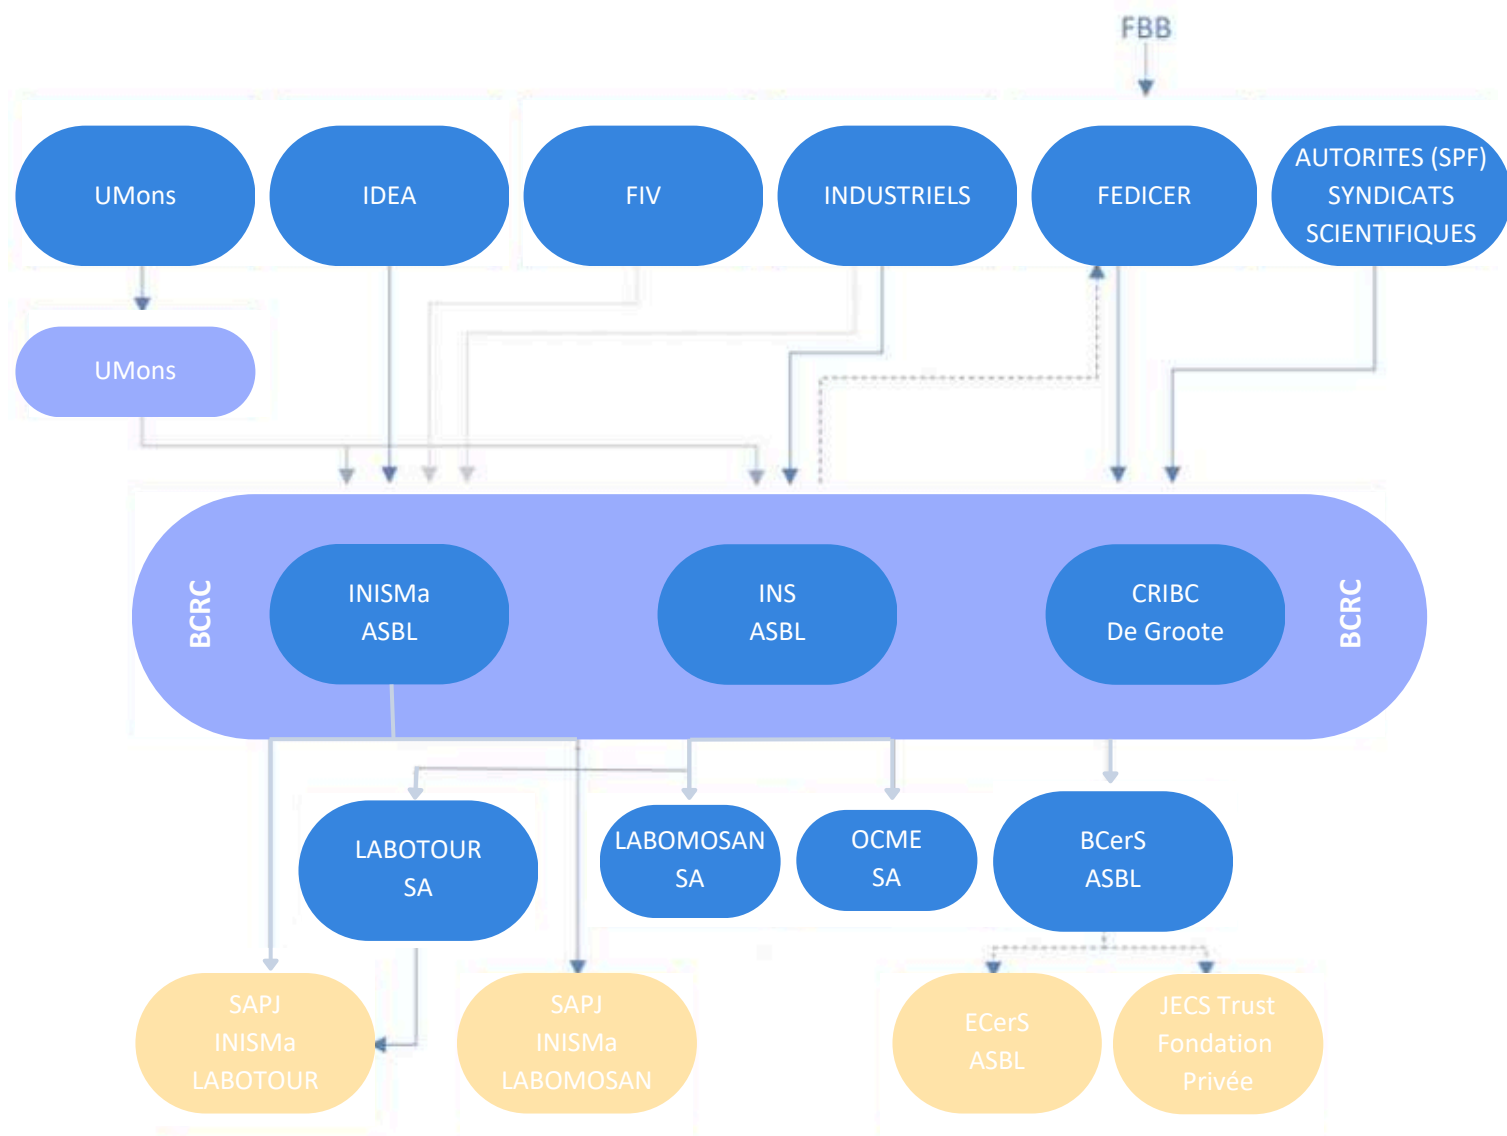 FBB
UMons
IDEA
FIV
INDUSTRIELS
FEDICER
AUTORITES (SPF)
SYNDICATS
SCIENTIFIQUES
UMons
BCRC
INISMa
ASBL
INS
ASBL
CRIBC
De Groote
BCRC
LABOTOUR
SA
LABOMOSAN
SA
OCME
SA
BCerS
ASBL
SAPJ
INISMa
LABOTOUR
SAPJ
INISMa
LABOMOSAN
ECerS
ASBL
JECS Trust
Fondation
Privée